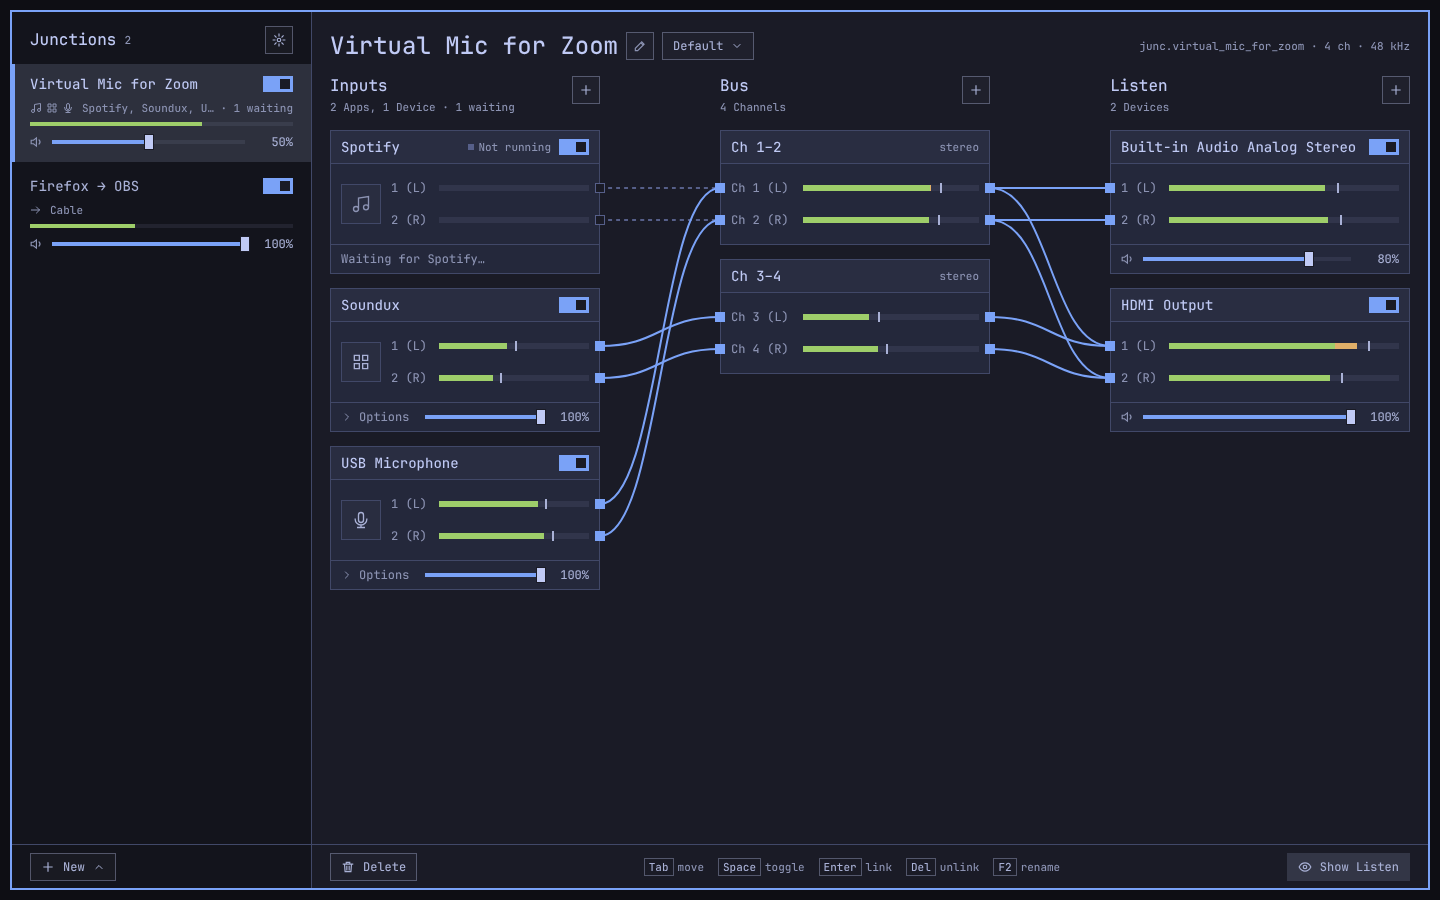 Junctions 2
Virtual Mic for Zoom
Spotify, Soundux, U… · 1 waiting
50%
Firefox → OBS
→ Cable
100%
New
Virtual Mic for Zoom
Default
junc.virtual_mic_for_zoom · 4 ch · 48 kHz
Inputs
2 Apps, 1 Device · 1 waiting
Spotify
Not running
1 (L)
2 (R)
Waiting for Spotify…
Soundux
1 (L)
2 (R)
Options
100%
USB Microphone
1 (L)
2 (R)
Options
100%
Bus
4 Channels
Ch 1–2
stereo
Ch 1 (L)
Ch 2 (R)
Ch 3–4
stereo
Ch 3 (L)
Ch 4 (R)
Listen
2 Devices
Built-in Audio Analog Stereo
1 (L)
2 (R)
80%
HDMI Output
1 (L)
2 (R)
100%
Delete
Tab move Space toggle Enter link Del unlink F2 rename
Show Listen